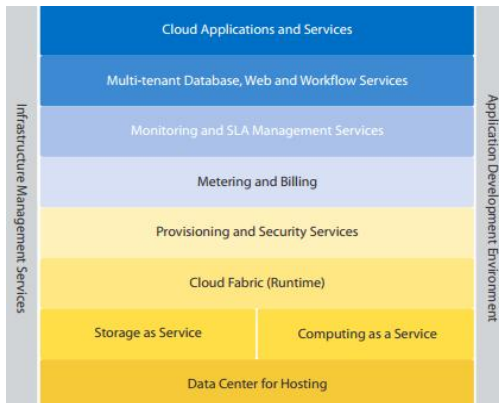 Infrastructure Management Services
Cloud Applications and Services
Multi-tenant Database, Web and Workflow Services
Monitoring and SLA Management Services
Metering and Billing
Provisioning and Security Services
Cloud Fabric (Runtime)
Storage as Service
Computing as a Service
Data Center for Hosting
Application Development Environment